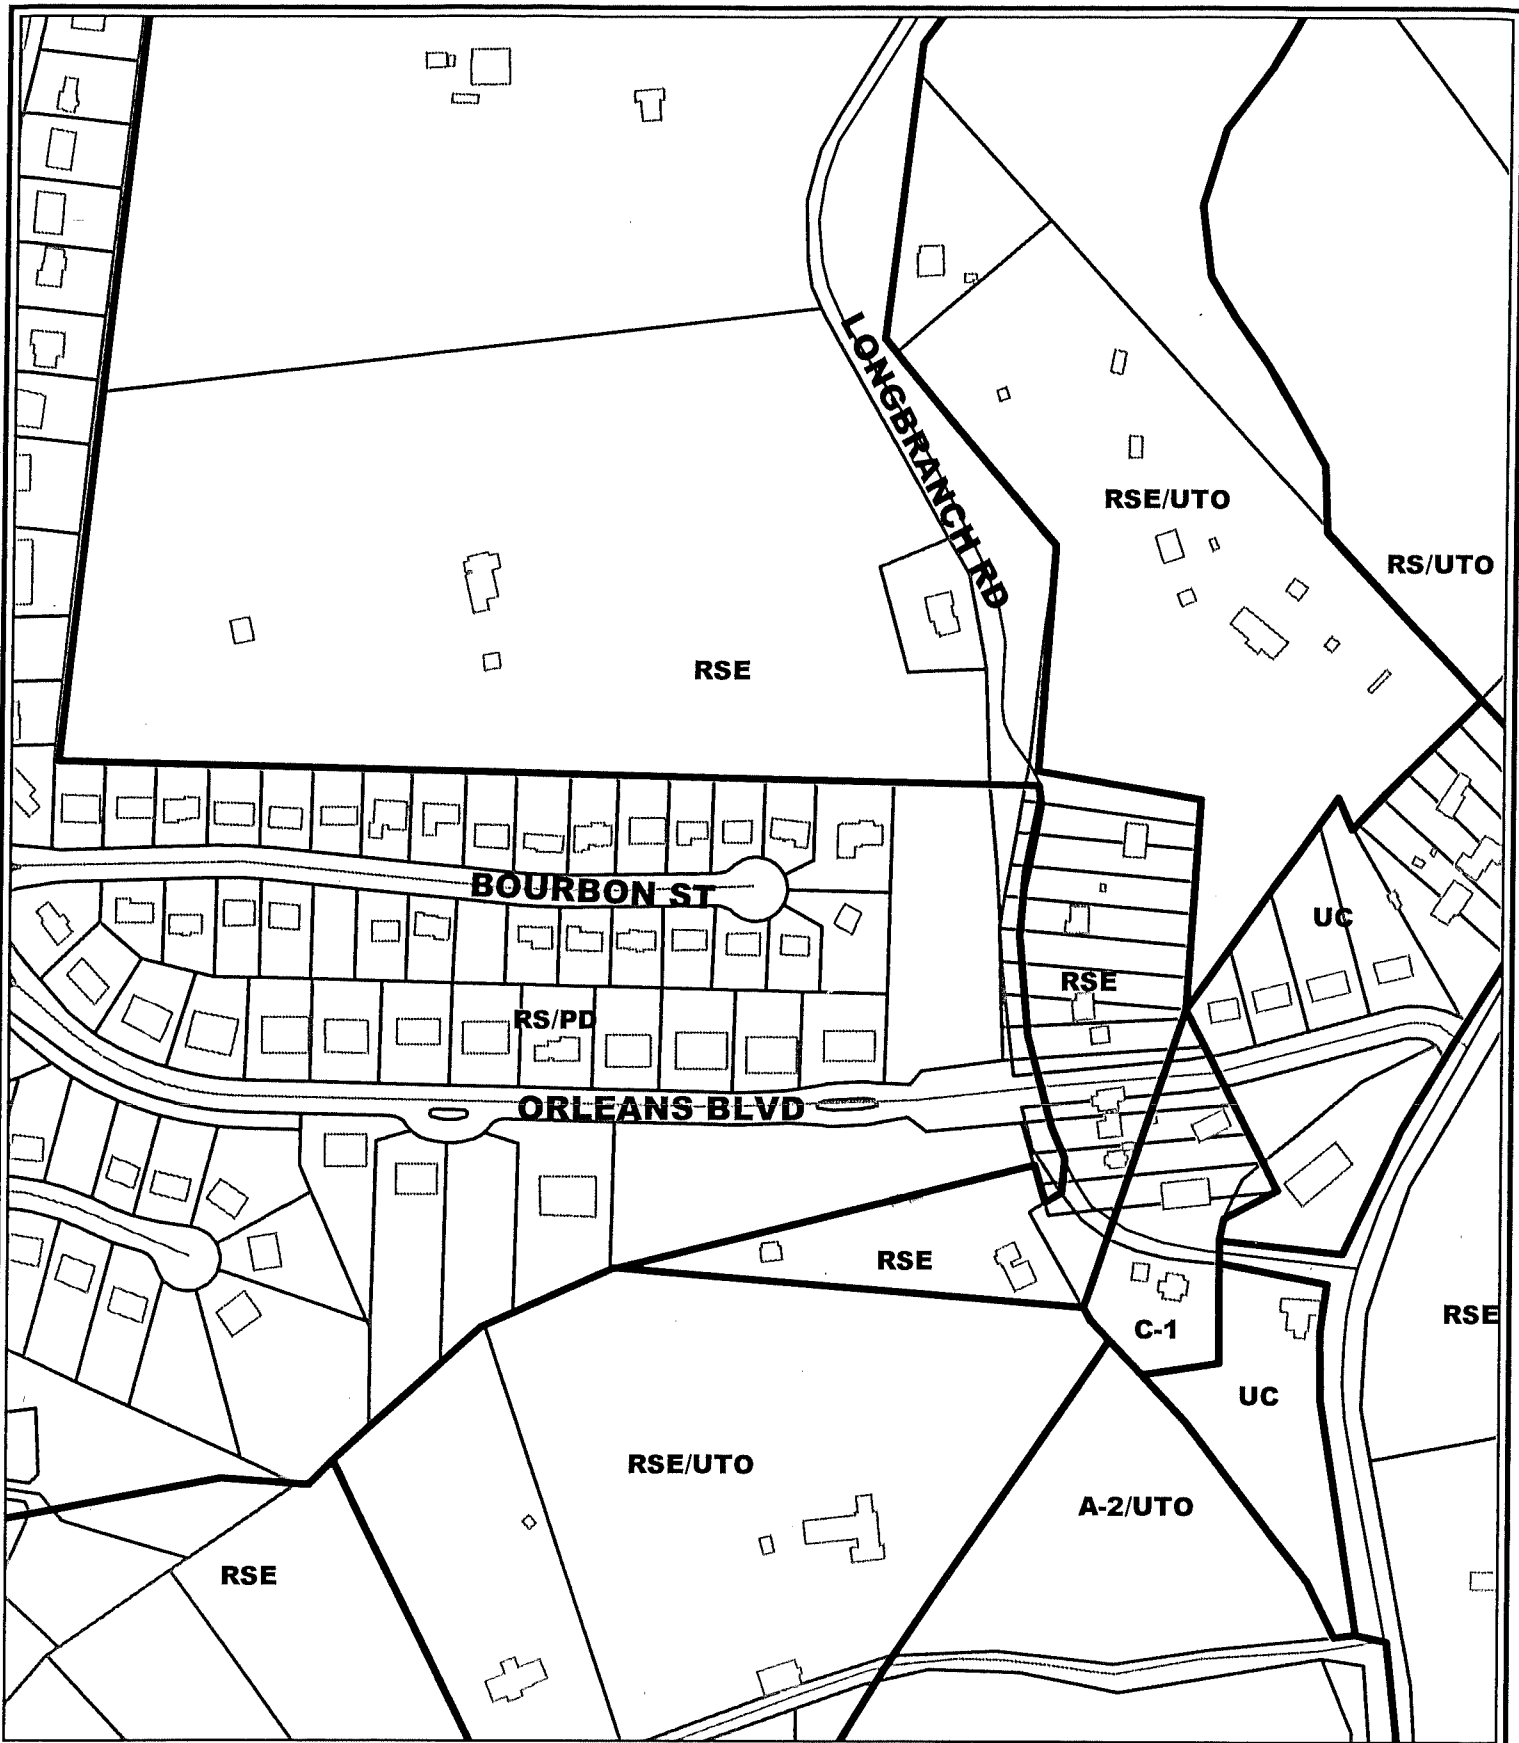 LONGBRANCH RD
RSE/UTO
RS/UTO
RSE
BOURBON ST
UC
RSE
RS/PD
ORLEANS BLVD
RSE
RSE
C-1
UC
RSE/UTO
A-2/UTO
RSE